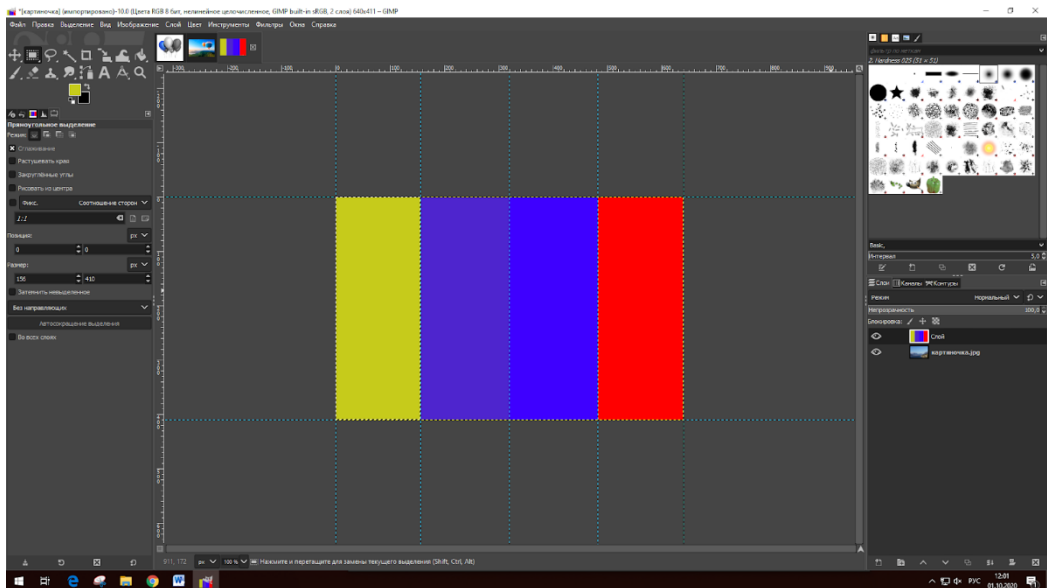 *[картиночка] (импортировано)-10.0 (Цвета RGB 8 бит, нелинейное целочисленное, GIMP built-in sRGB, 2 слоя) 640x411 – GIMP
Файл Правка Выделение Вид Изображение Слой Цвет Инструменты Фильтры Окна Справка
Прямоугольное выделение
Режим:
Сглаживание
Растушевать края
Закруглённые углы
Рисовать из центра
Фикс. Соотношение сторон
1:1
Позиция: px
0 0
Размер: px
156 410
Затемнить невыделенное
Без направляющих
Автосокращение выделения
Во всех слоях
911, 172 px 100 % Нажмите и перетащите для замены текущего выделения (Shift, Ctrl, Alt)
2. Hardness 025 (51 × 51)
Basic,
Интервал 5,0
Слои Каналы Контуры
Режим Нормальный
Непрозрачность 100,0
Блокировка:
Слой
картиночка.jpg
РУС 12:01
01.10.2020